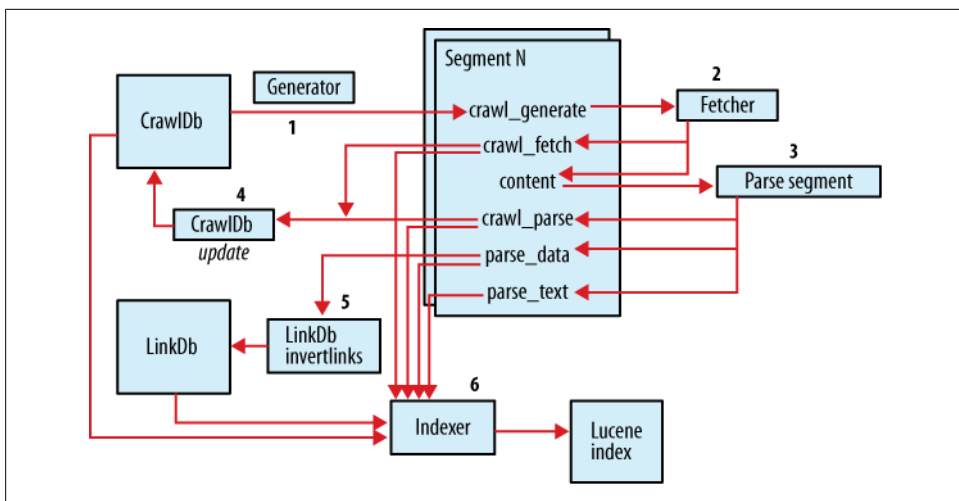 Segment N
2
Generator
crawl_generate
Fetcher
CrawlDb
1
crawl_fetch
3
content
Parse segment
4
crawl_parse
CrawlDb
update
parse_data
parse_text
5
LinkDb
LinkDb
invertlinks
6
Indexer
Lucene
index